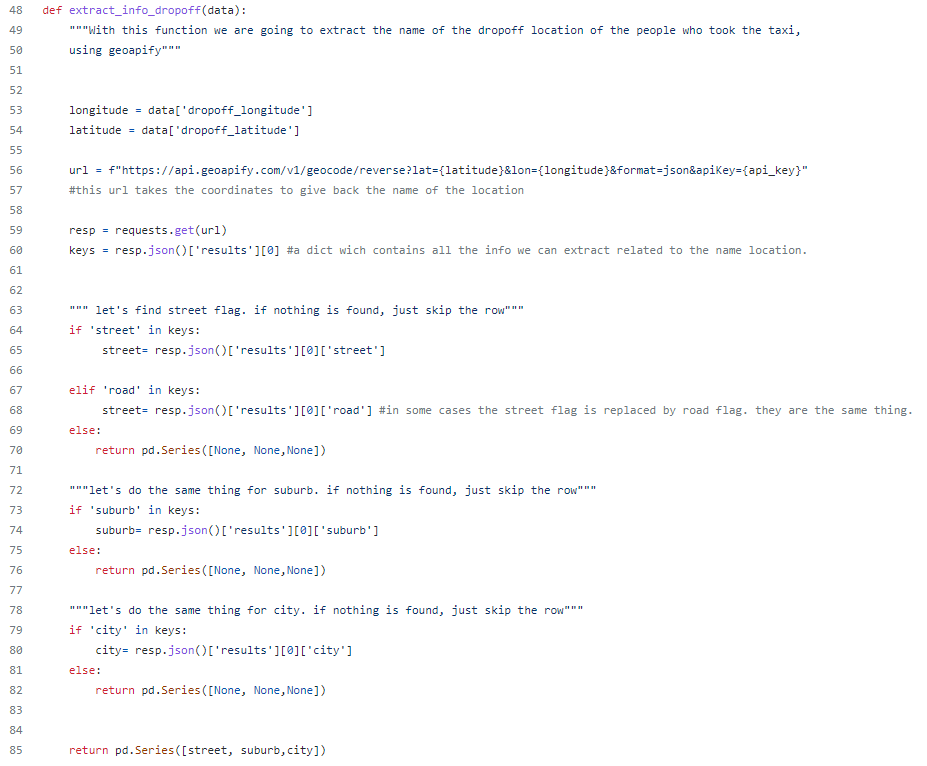 48 def extract_info_dropoff(data):
49     """With this function we are going to extract the name of the dropoff location of the people who took the taxi,
50     using geoapify"""
51
52
53     longitude = data['dropoff_longitude']
54     latitude = data['dropoff_latitude']
55
56     url = f"https://api.geoapify.com/v1/geocode/reverse?lat={latitude}&lon={longitude}&format=json&apiKey={api_key}"
57     #this url takes the coordinates to give back the name of the location
58
59     resp = requests.get(url)
60     keys = resp.json()['results'][0] #a dict wich contains all the info we can extract related to the name location.
61
62
63     """ let's find street flag. if nothing is found, just skip the row"""
64     if 'street' in keys:
65          street= resp.json()['results'][0]['street']
66
67     elif 'road' in keys:
68          street= resp.json()['results'][0]['road'] #in some cases the street flag is replaced by road flag. they are the same thing.
69     else:
70         return pd.Series([None, None,None])
71
72     """let's do the same thing for suburb. if nothing is found, just skip the row"""
73     if 'suburb' in keys:
74         suburb= resp.json()['results'][0]['suburb']
75     else:
76         return pd.Series([None, None,None])
77
78     """let's do the same thing for city. if nothing is found, just skip the row"""
79     if 'city' in keys:
80         city= resp.json()['results'][0]['city']
81     else:
82         return pd.Series([None, None,None])
83
84
85     return pd.Series([street, suburb,city])